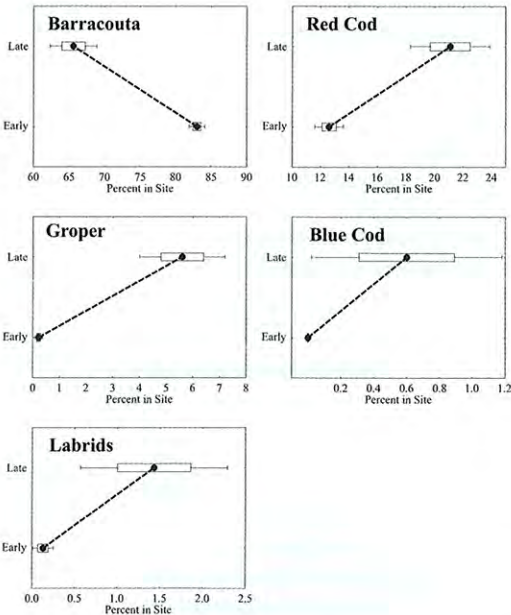 Barracouta
Late
Early
60 65 70 75 80 85 90
Percent in Site
Red Cod
Late
Early
10 12 14 16 18 20 22 24
Percent in Site
Groper
Late
Early
0 1 2 3 4 5 6 7 8
Percent in Site
Blue Cod
Late
Early
0.2 0.4 0.6 0.8 1.0 1.2
Percent in Site
Labrids
Late
Early
0.0 0.5 1.0 1.5 2.0 2.5
Percent in Site